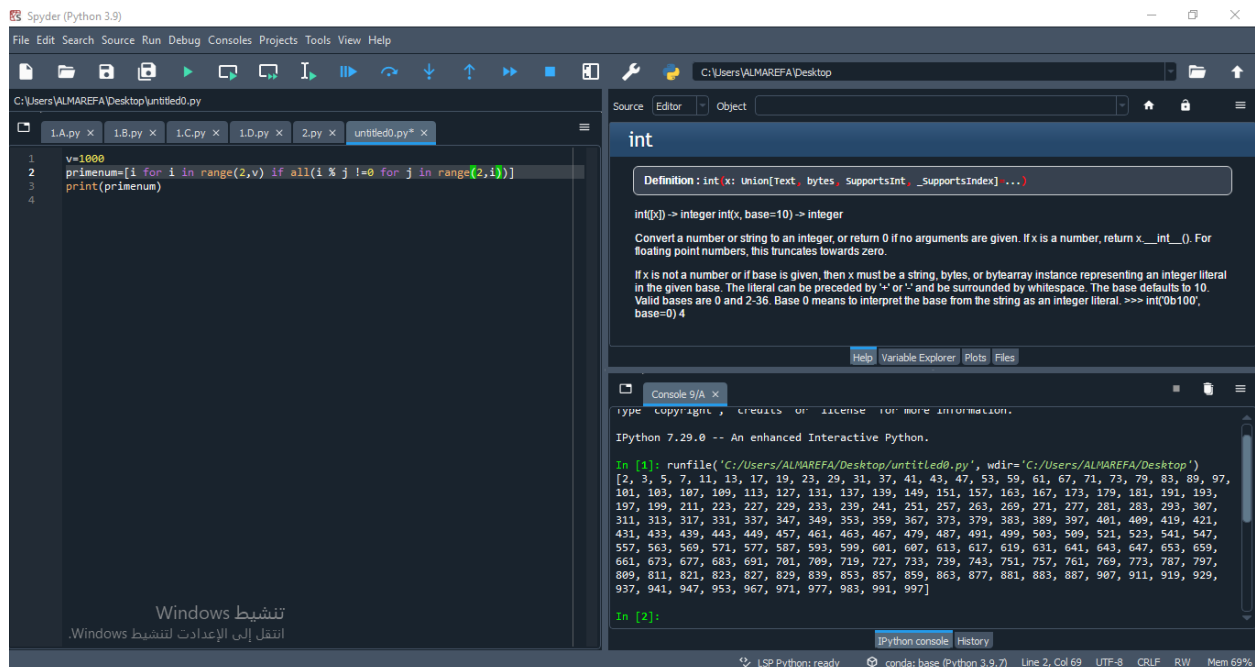 Spyder (Python 3.9)
File Edit Search Source Run Debug Consoles Projects Tools View Help
C:\Users\ALMAREFA\Desktop
C:\Users\ALMAREFA\Desktop\untitled0.py
1.A.py 1.B.py 1.C.py 1.D.py 2.py untitled0.py*
1 v=1000
2 primenum=[i for i in range(2,v) if all(i % j !=0 for j in range(2,i))]
3 print(primenum)
4
تنشيط Windows
انتقل إلى الإعدادت لتنشيط Windows.
Source Editor Object
int
Definition : int(x: Union[Text, bytes, SupportsInt, _SupportsIndex]=...)
int([x]) -> integer int(x, base=10) -> integer
Convert a number or string to an integer, or return 0 if no arguments are given. If x is a number, return x.__int__(). For
floating point numbers, this truncates towards zero.
If x is not a number or if base is given, then x must be a string, bytes, or bytearray instance representing an integer literal
in the given base. The literal can be preceded by '+' or '-' and be surrounded by whitespace. The base defaults to 10.
Valid bases are 0 and 2-36. Base 0 means to interpret the base from the string as an integer literal. >>> int('0b100',
base=0) 4
Help Variable Explorer Plots Files
Console 9/A
Type "copyright", "credits" or "license" for more information.
IPython 7.29.0 -- An enhanced Interactive Python.
In [1]: runfile('C:/Users/ALMAREFA/Desktop/untitled0.py', wdir='C:/Users/ALMAREFA/Desktop')
[2, 3, 5, 7, 11, 13, 17, 19, 23, 29, 31, 37, 41, 43, 47, 53, 59, 61, 67, 71, 73, 79, 83, 89, 97,
101, 103, 107, 109, 113, 127, 131, 137, 139, 149, 151, 157, 163, 167, 173, 179, 181, 191, 193,
197, 199, 211, 223, 227, 229, 233, 239, 241, 251, 257, 263, 269, 271, 277, 281, 283, 293, 307,
311, 313, 317, 331, 337, 347, 349, 353, 359, 367, 373, 379, 383, 389, 397, 401, 409, 419, 421,
431, 433, 439, 443, 449, 457, 461, 463, 467, 479, 487, 491, 499, 503, 509, 521, 523, 541, 547,
557, 563, 569, 571, 577, 587, 593, 599, 601, 607, 613, 617, 619, 631, 641, 643, 647, 653, 659,
661, 673, 677, 683, 691, 701, 709, 719, 727, 733, 739, 743, 751, 757, 761, 769, 773, 787, 797,
809, 811, 821, 823, 827, 829, 839, 853, 857, 859, 863, 877, 881, 883, 887, 907, 911, 919, 929,
937, 941, 947, 953, 967, 971, 977, 983, 991, 997]
In [2]:
IPython console History
LSP Python: ready conda: base (Python 3.9.7) Line 2, Col 69 UTF-8 CRLF RW Mem 69%